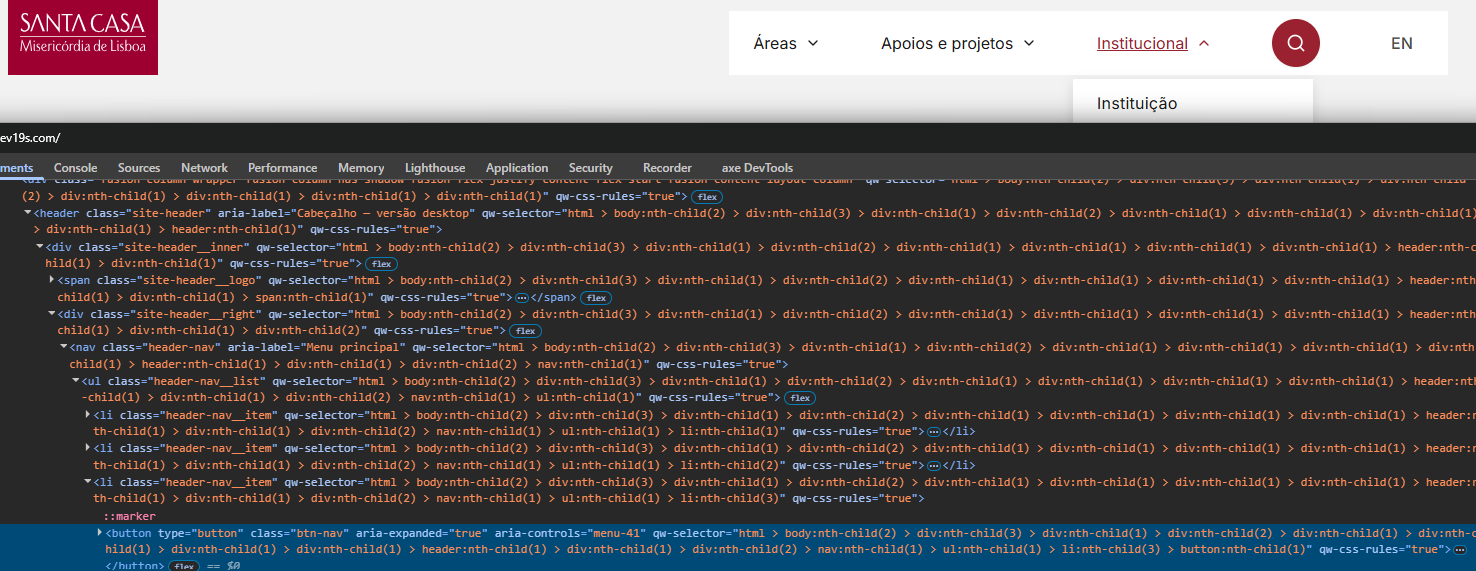 SANTA CASA
Misericórdia de Lisboa
Áreas
Apoios e projetos
Institucional
EN
Instituição
ev19s.com/
ments Console Sources Network Performance Memory Lighthouse Application Security Recorder axe DevTools
(2) > div:nth-child(1) > div:nth-child(1) > div:nth-child(1) > div:nth-child(1)" qw-css-rules="true"> flex
<header class="site-header" aria-label="Cabeçalho — versão desktop" qw-selector="html > body:nth-child(2) > div:nth-child(3) > div:nth-child(1) > div:nth-child(2) > div:nth-child(1) > div:nth-child(1) > div:nth-child(1)
> div:nth-child(1) > header:nth-child(1)" qw-css-rules="true">
<div class="site-header__inner" qw-selector="html > body:nth-child(2) > div:nth-child(3) > div:nth-child(1) > div:nth-child(2) > div:nth-child(1) > div:nth-child(1) > div:nth-child(1) > div:nth-child(1) > header:nth-c
hild(1) > div:nth-child(1)" qw-css-rules="true"> flex
<span class="site-header__logo" qw-selector="html > body:nth-child(2) > div:nth-child(3) > div:nth-child(1) > div:nth-child(2) > div:nth-child(1) > div:nth-child(1) > div:nth-child(1) > div:nth-child(1) > header:nth-
child(1) > div:nth-child(1) > span:nth-child(1)" qw-css-rules="true"> … </span> flex
<div class="site-header__right" qw-selector="html > body:nth-child(2) > div:nth-child(3) > div:nth-child(1) > div:nth-child(2) > div:nth-child(1) > div:nth-child(1) > div:nth-child(1) > div:nth-child(1) > header:nth-
child(1) > div:nth-child(1) > div:nth-child(2)" qw-css-rules="true"> flex
<nav class="header-nav" aria-label="Menu principal" qw-selector="html > body:nth-child(2) > div:nth-child(3) > div:nth-child(1) > div:nth-child(2) > div:nth-child(1) > div:nth-child(1) > div:nth-child(1) > div:nth-
child(1) > header:nth-child(1) > div:nth-child(1) > div:nth-child(2) > nav:nth-child(1)" qw-css-rules="true">
<ul class="header-nav__list" qw-selector="html > body:nth-child(2) > div:nth-child(3) > div:nth-child(1) > div:nth-child(2) > div:nth-child(1) > div:nth-child(1) > div:nth-child(1) > div:nth-child(1) > header:nth
-child(1) > div:nth-child(1) > div:nth-child(2) > nav:nth-child(1) > ul:nth-child(1)" qw-css-rules="true"> flex
<li class="header-nav__item" qw-selector="html > body:nth-child(2) > div:nth-child(3) > div:nth-child(1) > div:nth-child(2) > div:nth-child(1) > div:nth-child(1) > div:nth-child(1) > div:nth-child(1) > header:n
th-child(1) > div:nth-child(1) > div:nth-child(2) > nav:nth-child(1) > ul:nth-child(1) > li:nth-child(1)" qw-css-rules="true"> … </li>
<li class="header-nav__item" qw-selector="html > body:nth-child(2) > div:nth-child(3) > div:nth-child(1) > div:nth-child(2) > div:nth-child(1) > div:nth-child(1) > div:nth-child(1) > div:nth-child(1) > header:n
th-child(1) > div:nth-child(1) > div:nth-child(2) > nav:nth-child(1) > ul:nth-child(1) > li:nth-child(2)" qw-css-rules="true"> … </li>
<li class="header-nav__item" qw-selector="html > body:nth-child(2) > div:nth-child(3) > div:nth-child(1) > div:nth-child(2) > div:nth-child(1) > div:nth-child(1) > div:nth-child(1) > div:nth-child(1) > header:n
th-child(1) > div:nth-child(1) > div:nth-child(2) > nav:nth-child(1) > ul:nth-child(1) > li:nth-child(3)" qw-css-rules="true">
::marker
<button type="button" class="btn-nav" aria-expanded="true" aria-controls="menu-41" qw-selector="html > body:nth-child(2) > div:nth-child(3) > div:nth-child(1) > div:nth-child(2) > div:nth-child(1) > div:nth-c
hild(1) > div:nth-child(1) > div:nth-child(1) > header:nth-child(1) > div:nth-child(1) > div:nth-child(2) > nav:nth-child(1) > ul:nth-child(1) > li:nth-child(3) > button:nth-child(1)" qw-css-rules="true"> …
</button> flex == $0